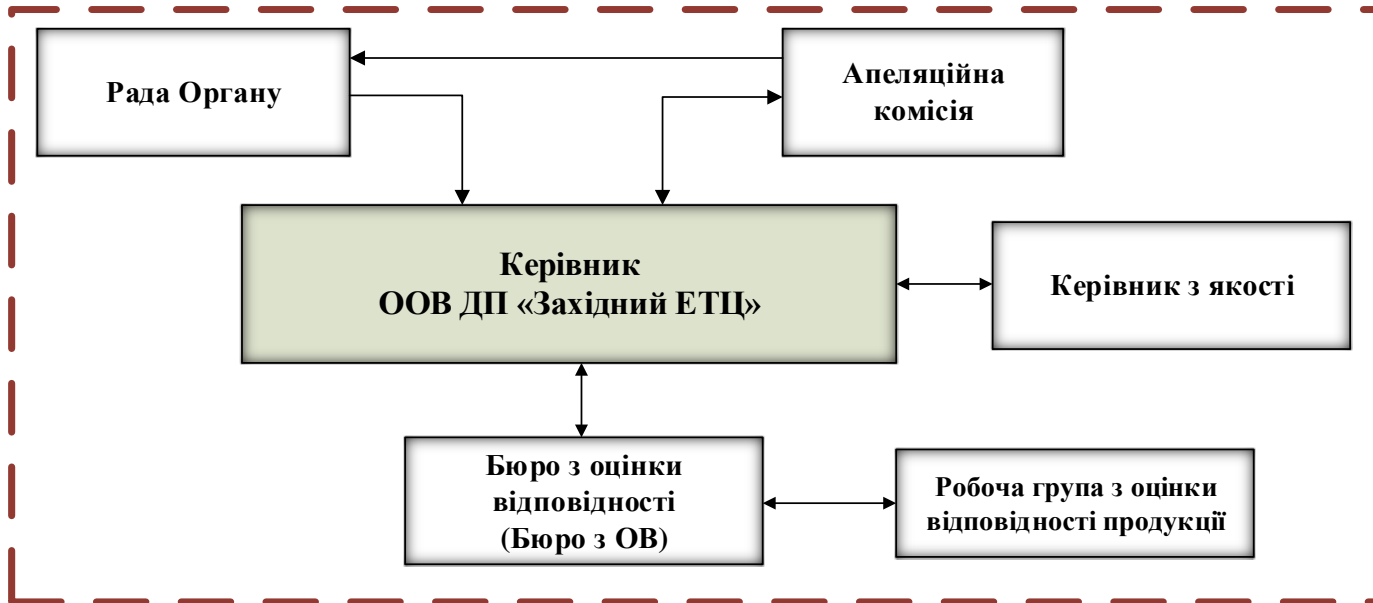 Рада Органу
Апеляційна
комісія
Керівник
ООВ ДП «Західний ЕТЦ»
Керівник з якості
Бюро з оцінки
відповідності
(Бюро з ОВ)
Робоча група з оцінки
відповідності продукції